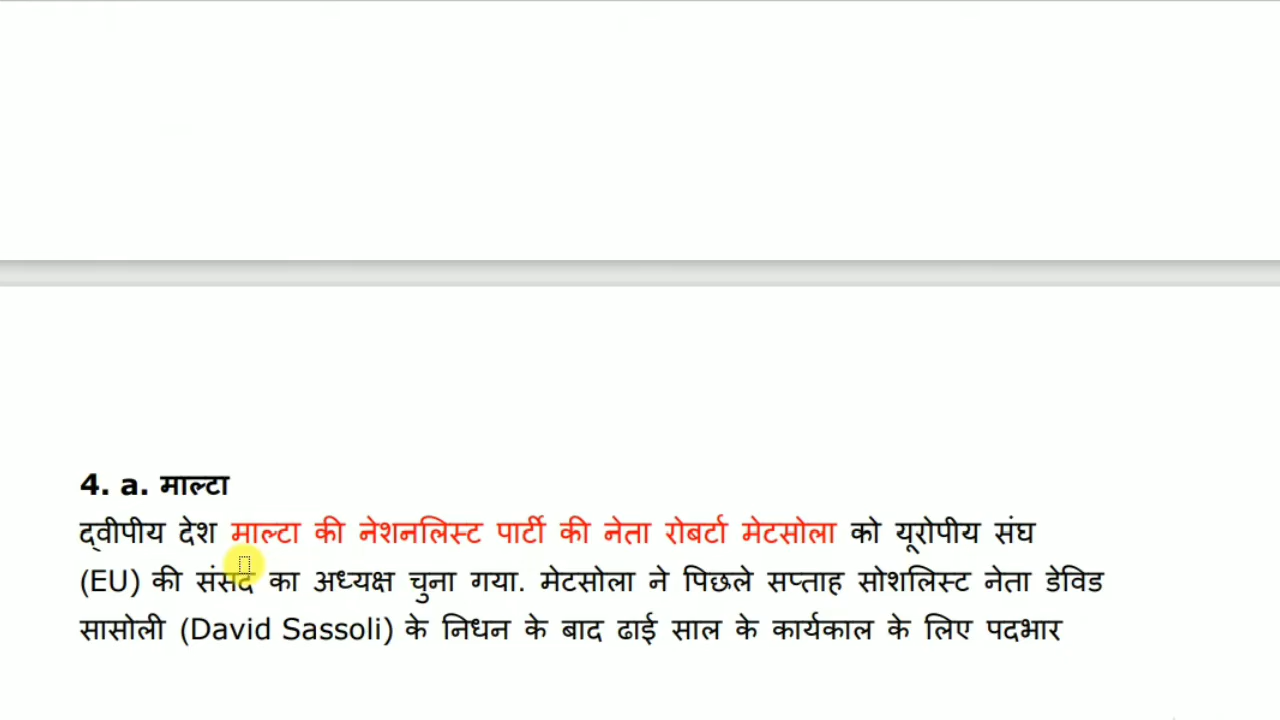 4. a. माल्टा
द्वीपीय देश माल्टा की नेशनलिस्ट पार्टी की नेता रोबर्टा मेटसोला को यूरोपीय संघ
(EU) की संसद का अध्यक्ष चुना गया. मेटसोला ने पिछले सप्ताह सोशलिस्ट नेता डेविड
सासोली (David Sassoli) के निधन के बाद ढाई साल के कार्यकाल के लिए पदभार